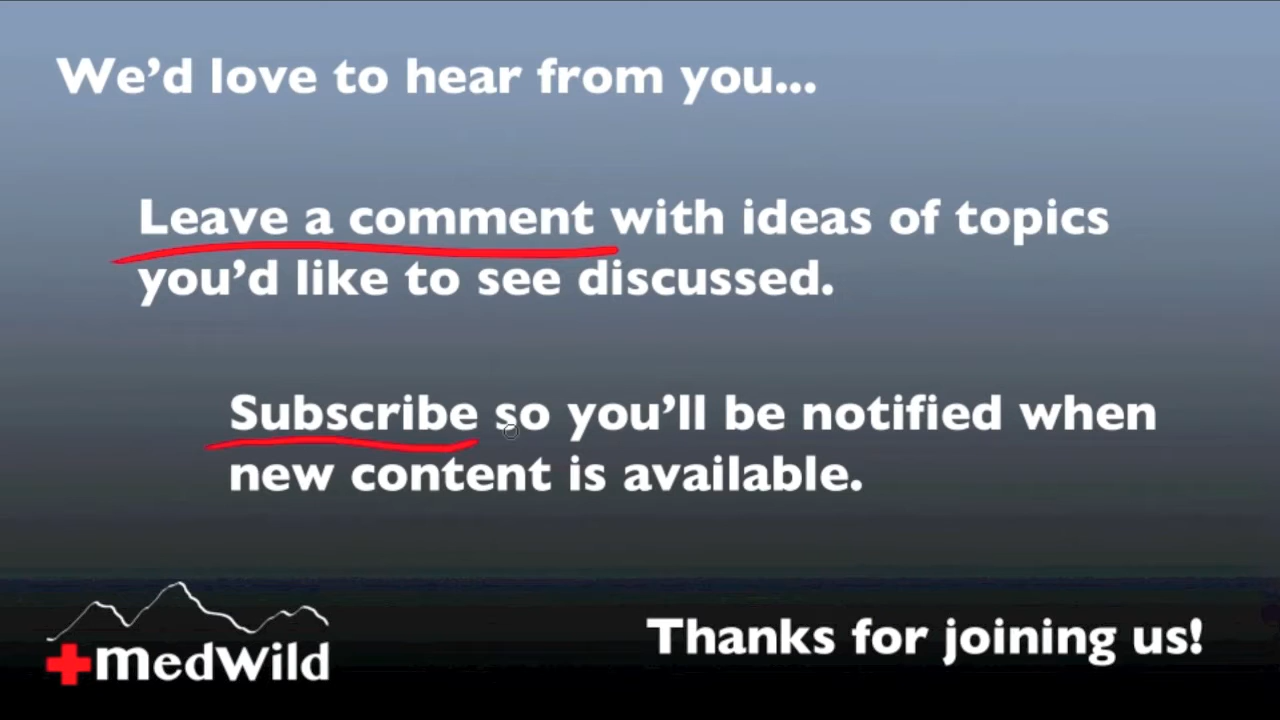 We’d love to hear from you...
Leave a comment with ideas of topics
you’d like to see discussed.
Subscribe so you’ll be notified when
new content is available.
medWild
Thanks for joining us!